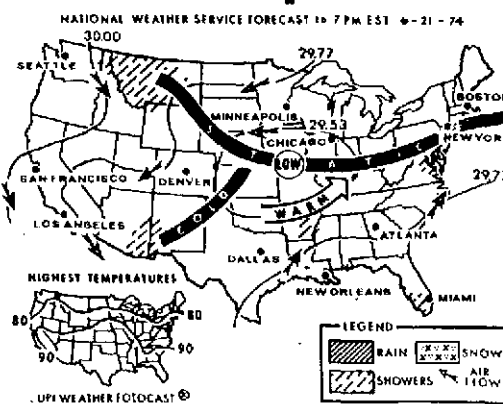 NATIONAL WEATHER SERVICE FORECAST to 7 PM EST 6-21-74
30.00
29.77
SEATTLE
BOSTON
MINNEAPOLIS
29.53
NEW YORK
CHICAGO
LOW
SAN FRANCISCO
DENVER
COLD
WARM
LOS ANGELES
ATLANTA
DALLAS
HIGHEST TEMPERATURES
NEW ORLEANS
MIAMI
80
80
90
90
LEGEND
RAIN
SNOW
SHOWERS
AIR FLOW
UPI WEATHER FOTOCAST ®